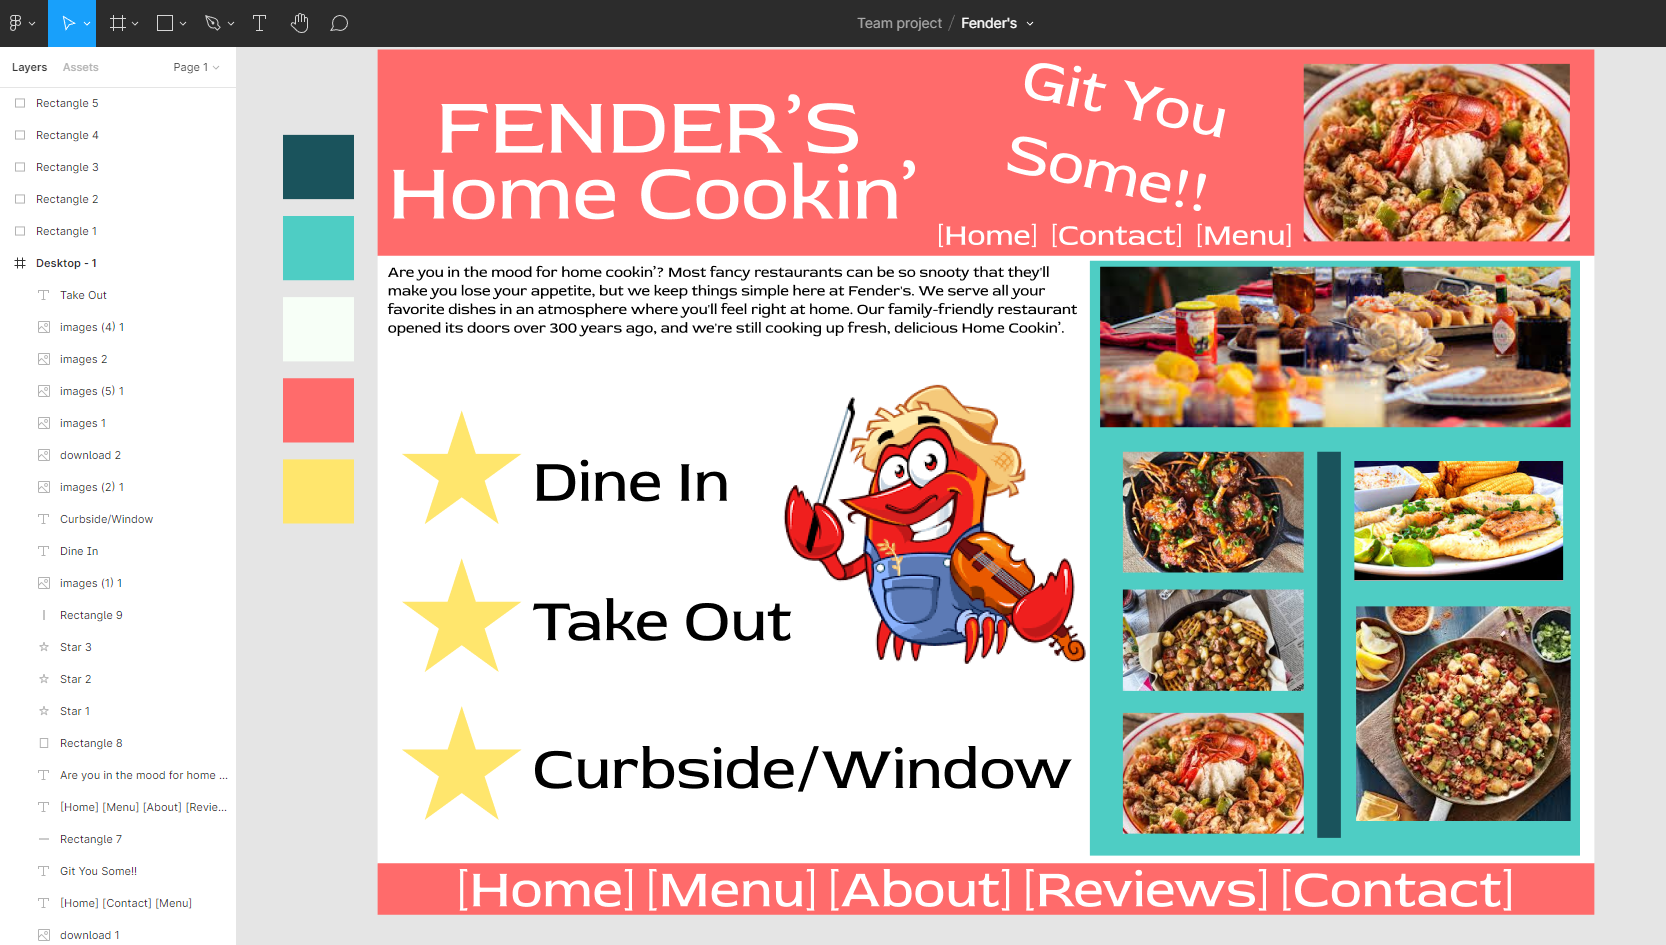 Team project / Fender's
Layers
Assets
Page 1
Rectangle 5
Rectangle 4
Rectangle 3
Rectangle 2
Rectangle 1
Desktop - 1
Take Out
images (4) 1
images 2
images (5) 1
images 1
download 2
images (2) 1
Curbside/Window
Dine In
images (1) 1
Rectangle 9
Star 3
Star 2
Star 1
Rectangle 8
Are you in the mood for home ...
[Home] [Menu] [About] [Revie...
Rectangle 7
Git You Some!!
[Home] [Contact] [Menu]
download 1
FENDER’S
Home Cookin’
Git You
Some!!
[Home] [Contact] [Menu]
Are you in the mood for home cookin’? Most fancy restaurants can be so snooty that they'll
make you lose your appetite, but we keep things simple here at Fender's. We serve all your
favorite dishes in an atmosphere where you'll feel right at home. Our family-friendly restaurant
opened its doors over 300 years ago, and we're still cooking up fresh, delicious Home Cookin’.
Dine In
Take Out
Curbside/Window
[Home] [Menu] [About] [Reviews] [Contact]